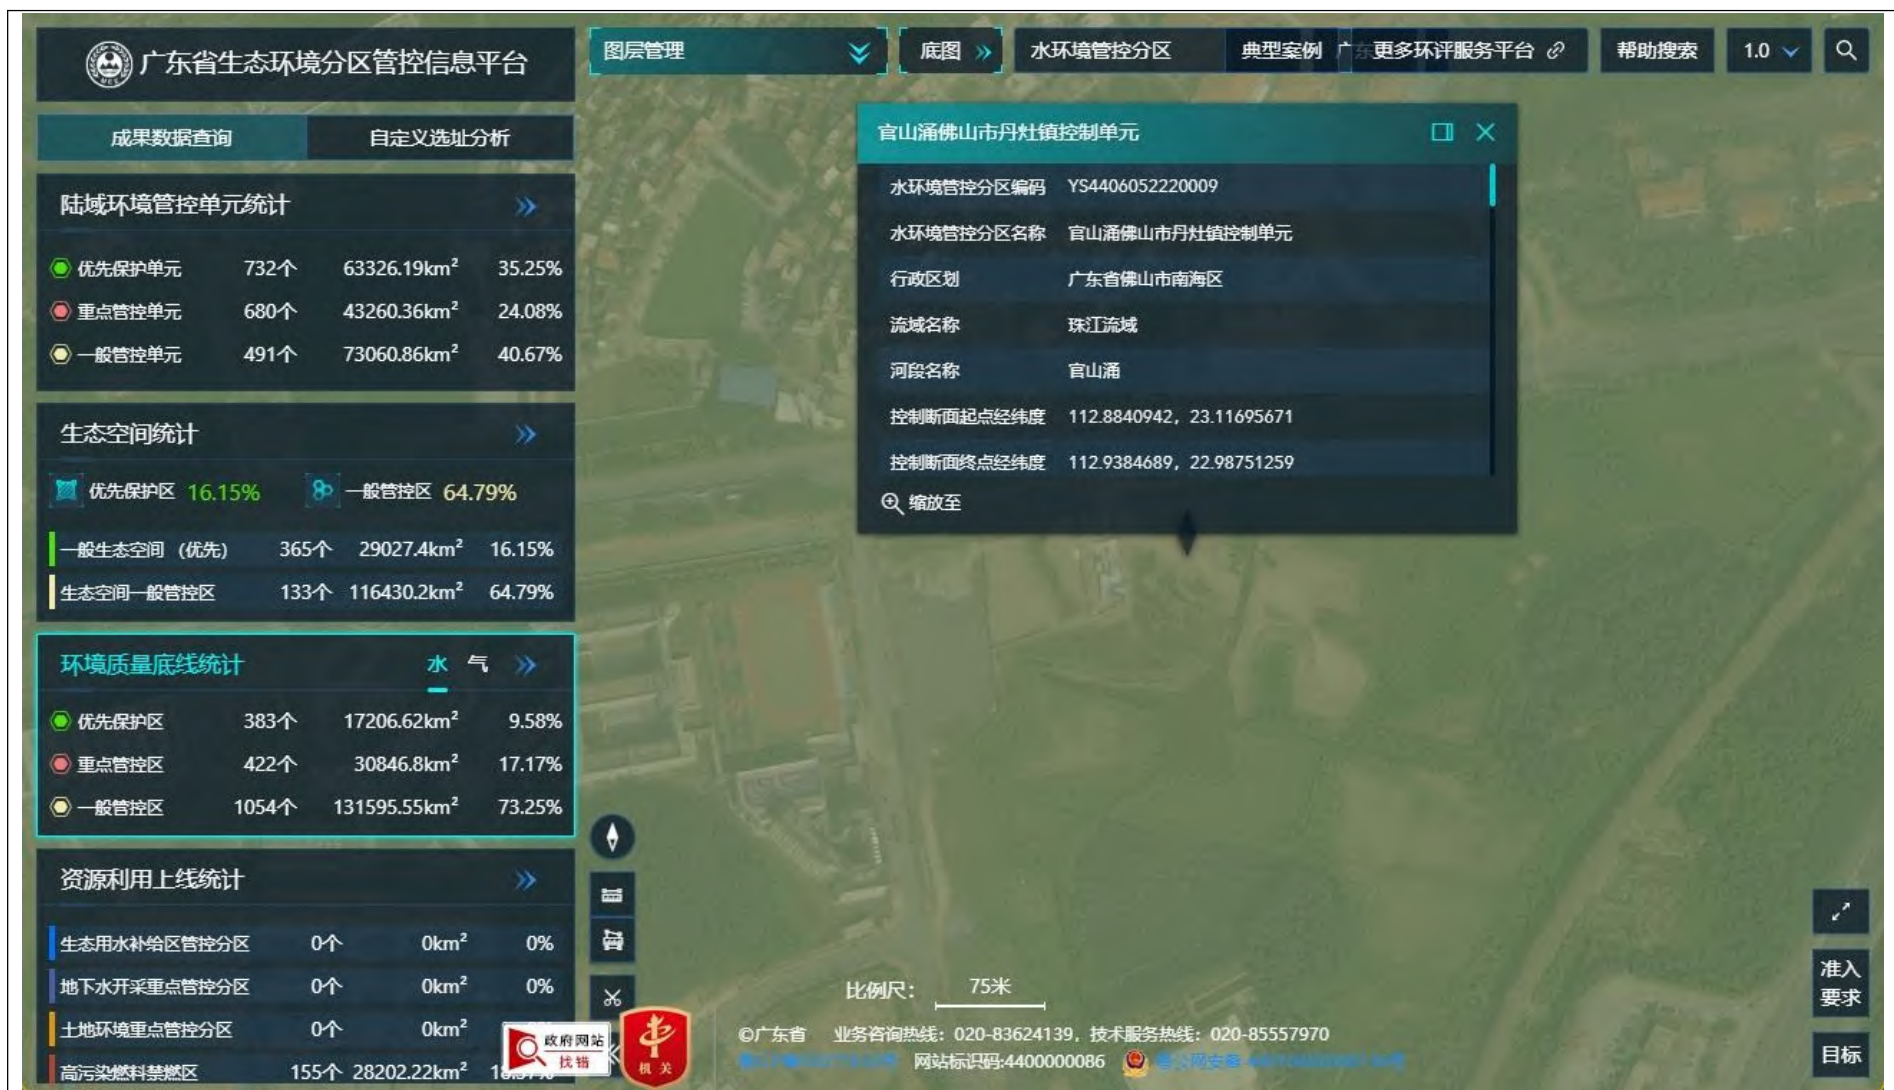 广东省生态环境分区管控信息平台
图层管理
底图
水环境管控分区
典型案例
更多环评服务平台
帮助搜索
1.0
成果数据查询
自定义选址分析
陆域环境管控单元统计
优先保护单元 732个 63326.19km² 35.25%
重点管控单元 680个 43260.36km² 24.08%
一般管控单元 491个 73060.86km² 40.67%
生态空间统计
优先保护区 16.15% 一般管控区 64.79%
一般生态空间（优先） 365个 29027.4km² 16.15%
生态空间一般管控区 133个 116430.2km² 64.79%
环境质量底线统计 水 气
优先保护区 383个 17206.62km² 9.58%
重点管控区 422个 30846.8km² 17.17%
一般管控区 1054个 131595.55km² 73.25%
资源利用上线统计
生态用水补给区管控分区 0个 0km² 0%
地下水开采重点管控分区 0个 0km² 0%
土地环境重点管控分区 0个 0km²
高污染燃料禁燃区 155个 28202.22km²
官山涌佛山市丹灶镇控制单元
水环境管控分区编码 YS4406052220009
水环境管控分区名称 官山涌佛山市丹灶镇控制单元
行政区划 广东省佛山市南海区
流域名称 珠江流域
河段名称 官山涌
控制断面起点经纬度 112.8840942，23.11695671
控制断面终点经纬度 112.9384689，22.98751259
缩放至
比例尺： 75米
政府网站
找错
机关
©广东省 业务咨询热线：020-83624139，技术服务热线：020-85557970
网站标识码:4400000086
准入
要求
目标